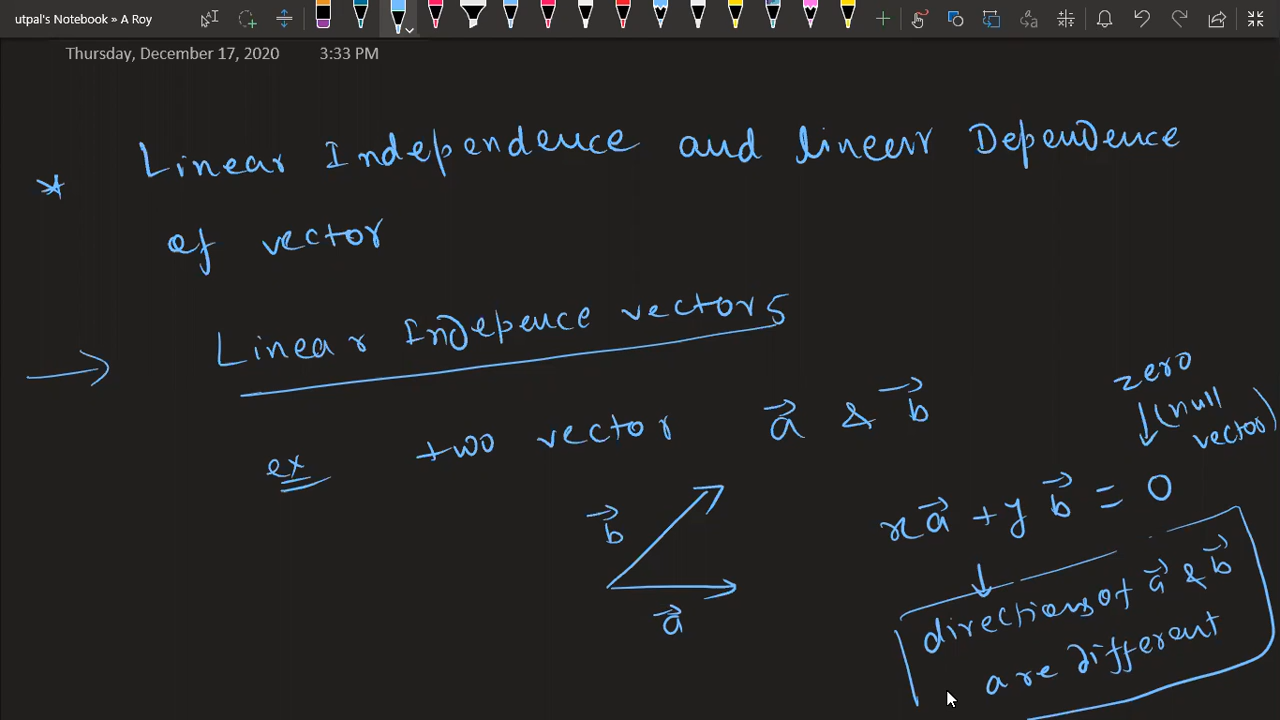 utpal's Notebook » A Roy
Thursday, December 17, 2020 3:33 PM
* Linear Independence and linear Dependence
of vector
→ Linear Indepence vectors
ex two vector a⃗ & b⃗
zero
↓ (null
vector)
b⃗
a⃗
xa⃗ + y b⃗ = 0
↓
directions of a⃗ & b⃗
are different